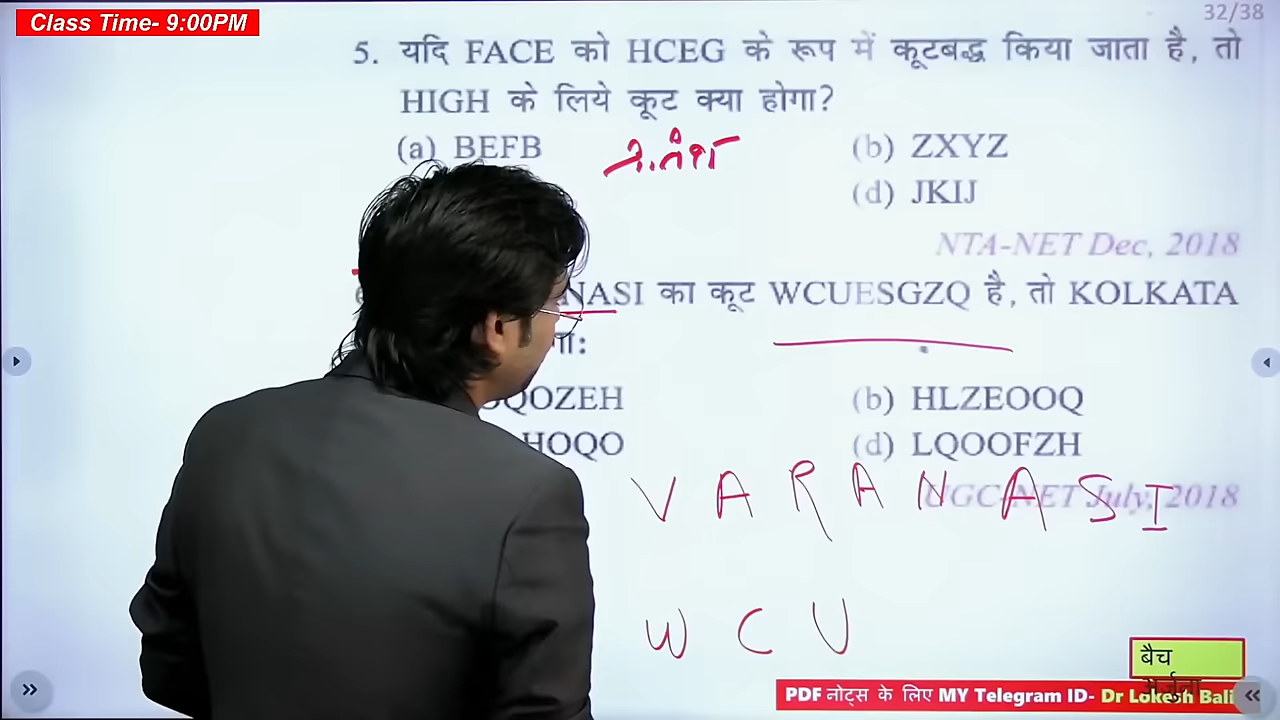 Class Time- 9:00PM
32/38
5. यदि FACE को HCEG के रूप में कूटबद्ध किया जाता है, तो
HIGH के लिये कूट क्या होगा?
(a) BEFB
(b) ZXYZ
(d) JKIJ
NTA-NET Dec, 2018
NASI का कूट WCUESGZQ है, तो KOLKATA
QOZEH
(b) HLZEOOQ
HOQO
(d) LQOOFZH
UGC-NET July, 2018
V A R A N A S I
W C U
बैच
अर्जुना
PDF नोट्स के लिए MY Telegram ID- Dr Lokesh Bali